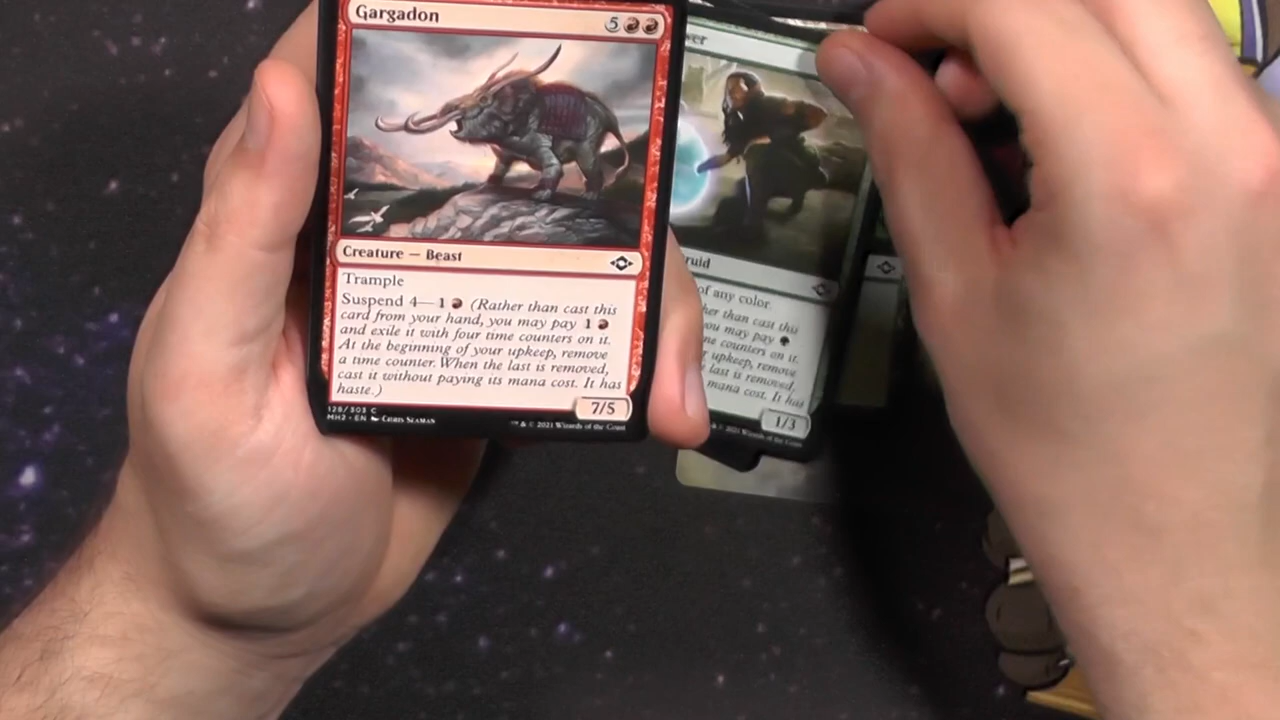 Gargadon 5
Creature — Beast
Trample
Suspend 4—1 (Rather than cast this
card from your hand, you may pay 1
and exile it with four time counters on it.
At the beginning of your upkeep, remove
a time counter. When the last is removed,
cast it without paying its mana cost. It has
haste.)
7/5
128/303 C
MH2 • EN Chris Seaman
™ & © 2021 Wizards of the Coast
of any color.
than cast this
you may pay
counters on it.
upkeep, remove
last is removed,
mana cost. It has
1/3
& © 2021 Wizards of the Coast